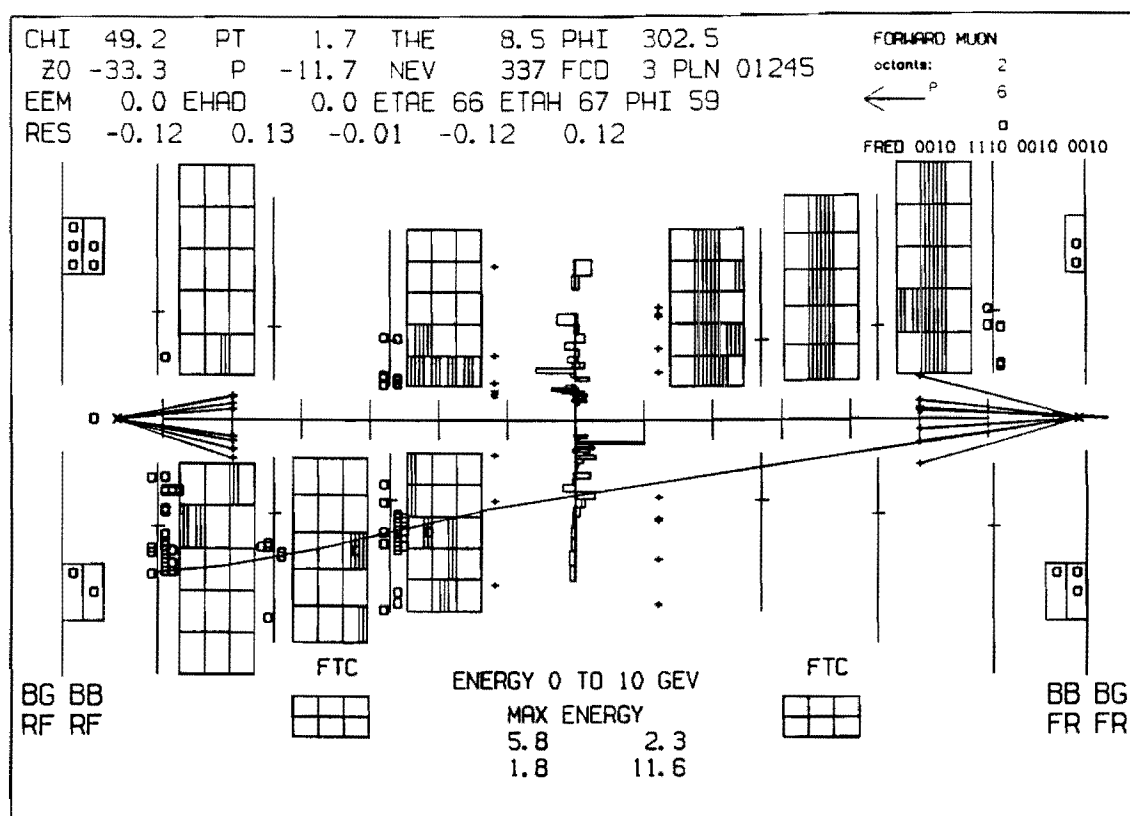 CHI 49.2 PT 1.7 THE 8.5 PHI 302.5
Z0 -33.3 P -11.7 NEV 337 FCD 3 PLN 01245
EEM 0.0 EHAD 0.0 ETAE 66 ETAH 67 PHI 59
RES -0.12 0.13 -0.01 -0.12 0.12
FORWARD MUON
octants: 2
P 6
FRED 0010 1110 0010 0010
FTC
FTC
BG BB
RF RF
ENERGY 0 TO 10 GEV
MAX ENERGY
5.8 2.3
1.8 11.6
BB BG
FR FR